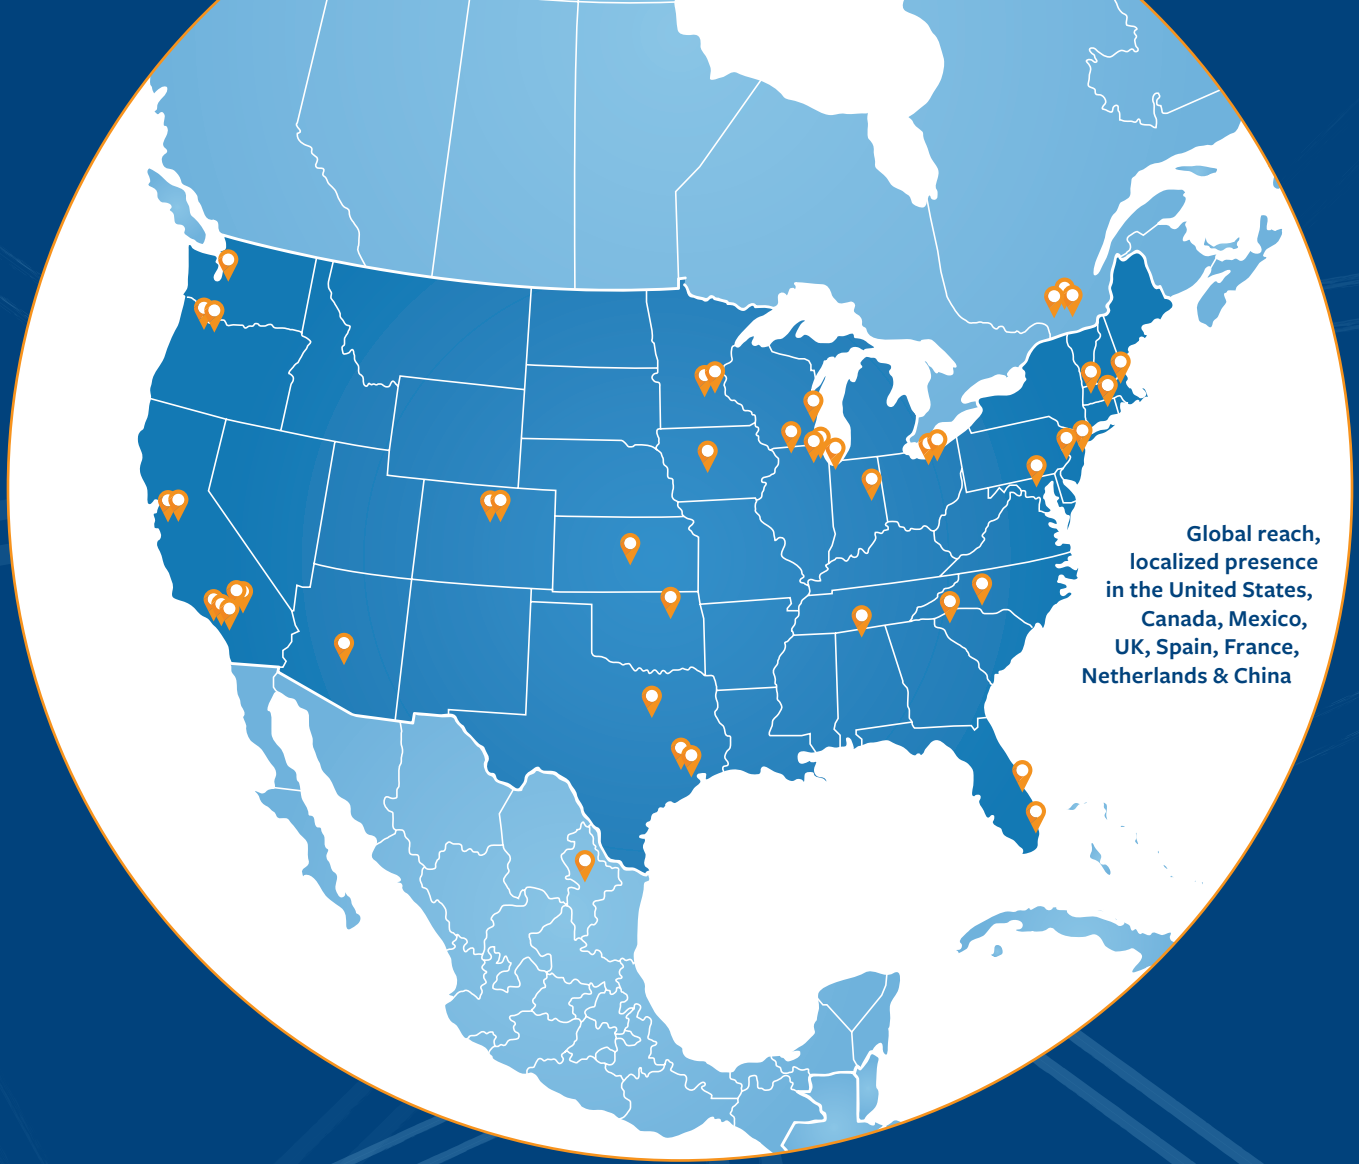 Global reach,
localized presence
in the United States,
Canada, Mexico,
UK, Spain, France,
Netherlands & China